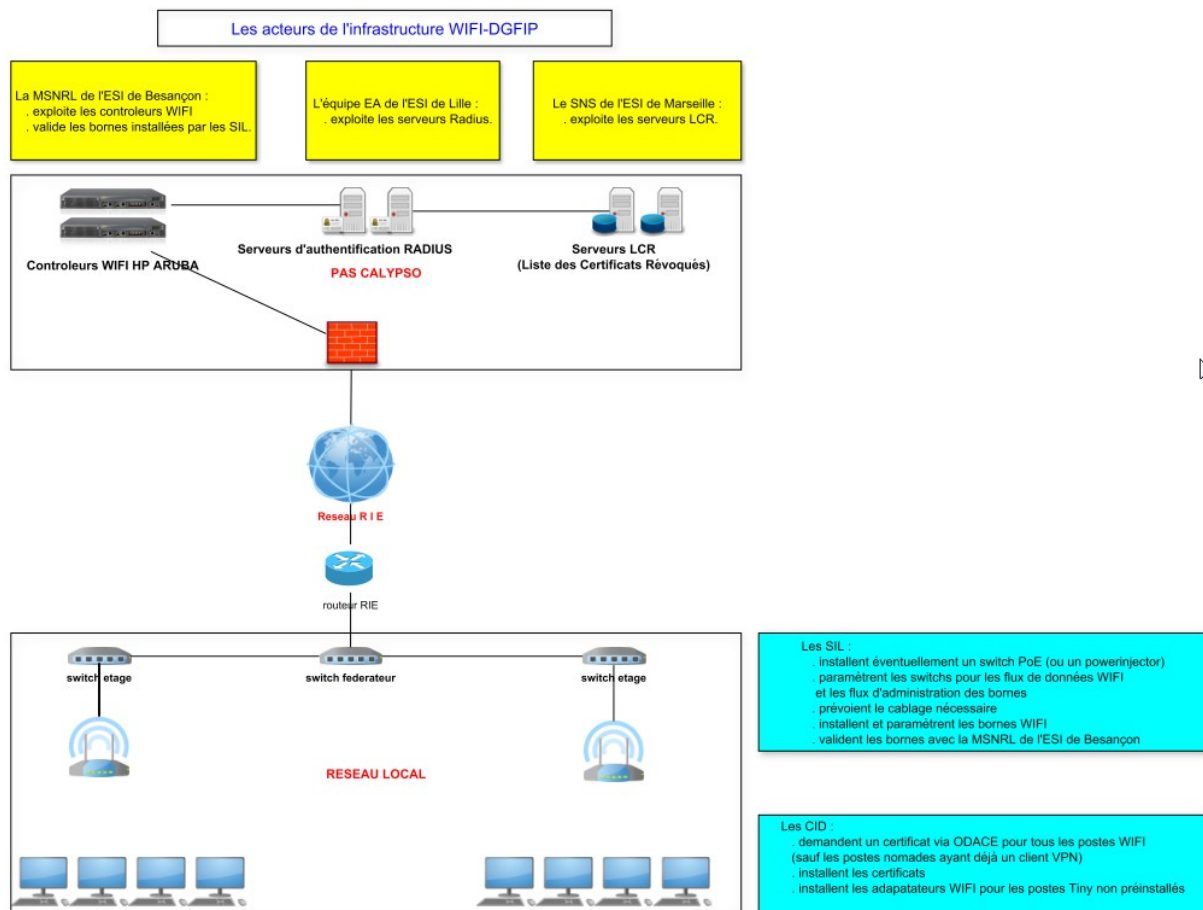 Les acteurs de l'infrastructure WIFI-DGFIP
La MSNRL de l'ESI de Besançon :
. exploite les controleurs WIFI
. valide les bornes installées par les SIL.
L'équipe EA de l'ESI de Lille :
. exploite les serveurs Radius.
Le SNS de l'ESI de Marseille :
. exploite les serveurs LCR.
Controleurs WIFI HP ARUBA
Serveurs d'authentification RADIUS
PAS CALYPSO
Serveurs LCR
(Liste des Certificats Révoqués)
Reseau R I E
routeur RIE
switch etage
switch federateur
switch etage
RESEAU LOCAL
Les SIL :
. installent éventuellement un switch PoE (ou un powerinjector)
. paramètrent les switchs pour les flux de données WIFI
et les flux d'administration des bornes
. prévoient le cablage nécessaire
. installent et paramètrent les bornes WIFI
. valident les bornes avec la MSNRL de l'ESI de Besançon
Les CID :
. demandent un certificat via ODACE pour tous les postes WIFI
(sauf les postes nomades ayant déjà un client VPN)
. installent les certificats
. installent les adapatateurs WIFI pour les postes Tiny non préinstallés